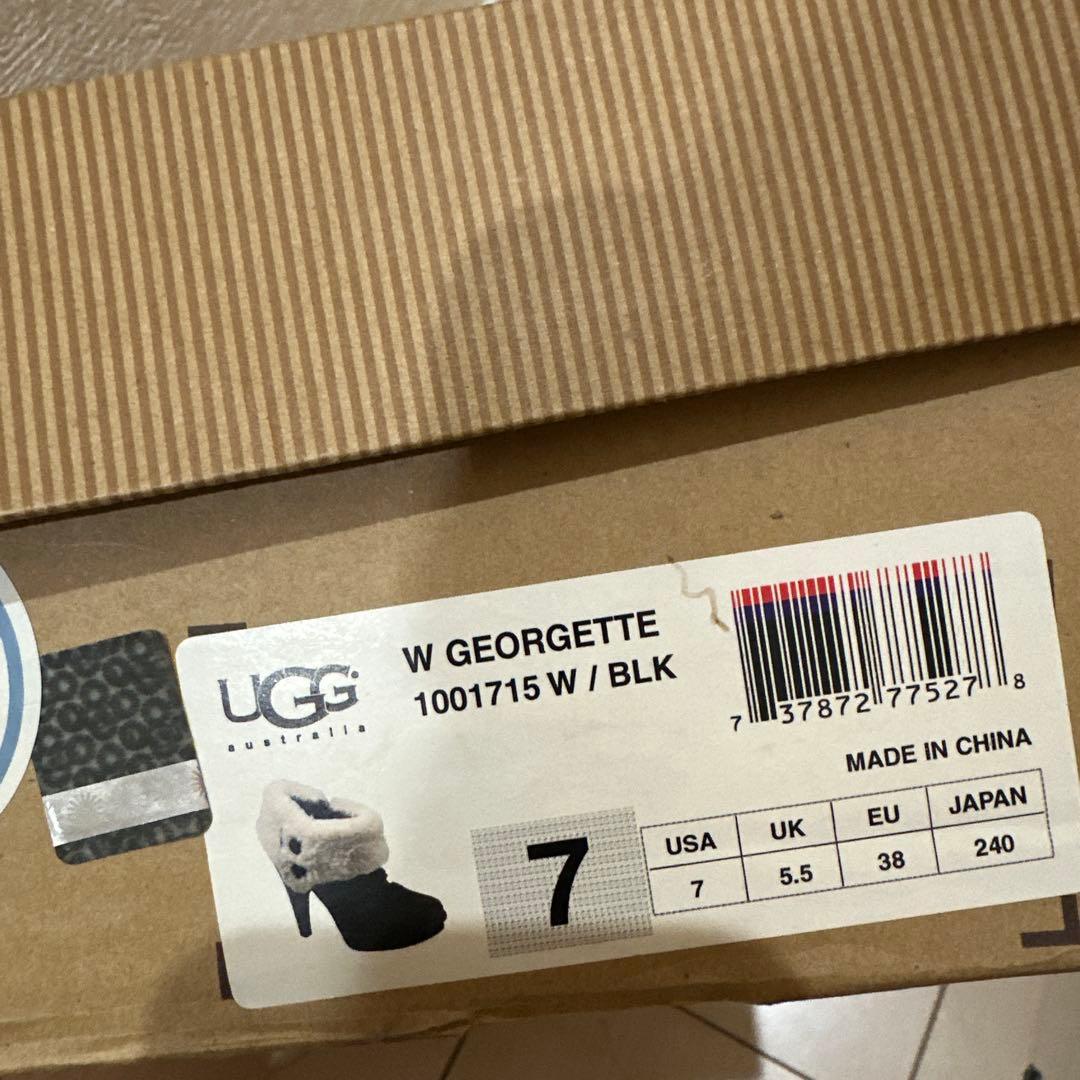 UGG
australia
W GEORGETTE
1001715 W / BLK
7 37872 77527 8
MADE IN CHINA
7
USA UK EU JAPAN
7 5.5 38 240